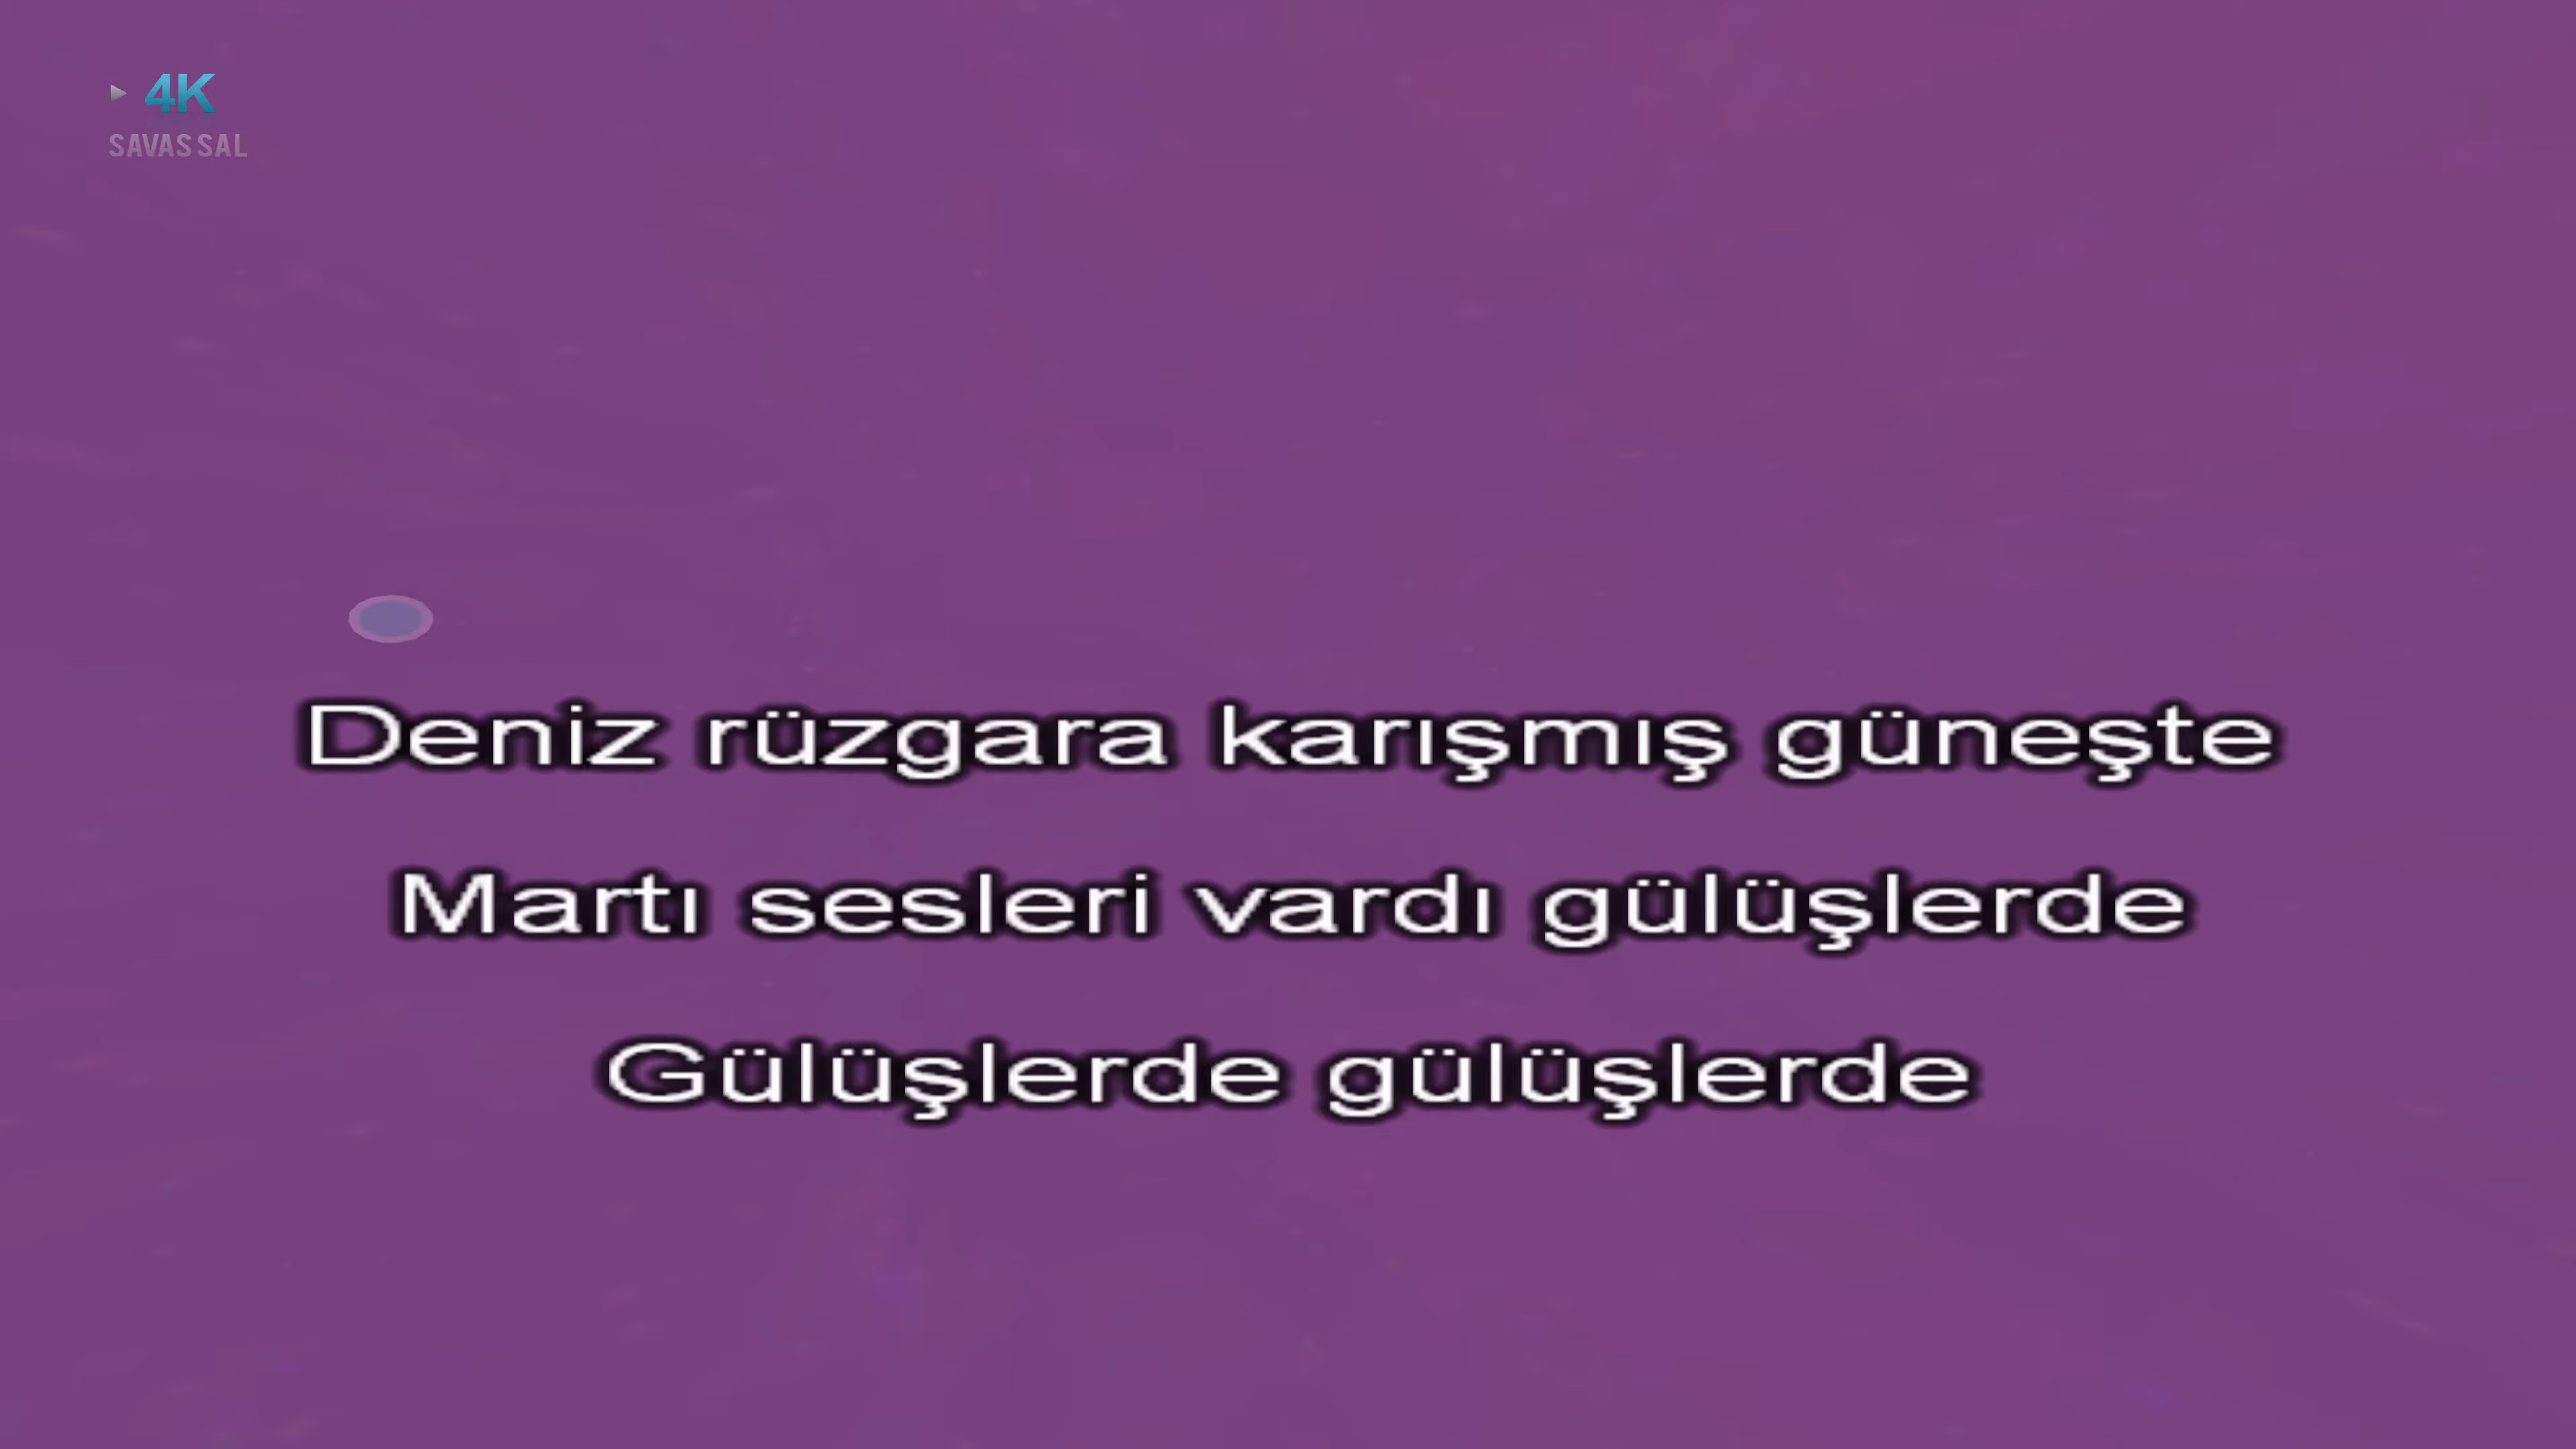 4K
SAVAS SAL
Deniz rüzgara karışmış güneşte
Martı sesleri vardı gülüşlerde
Gülüşlerde gülüşlerde